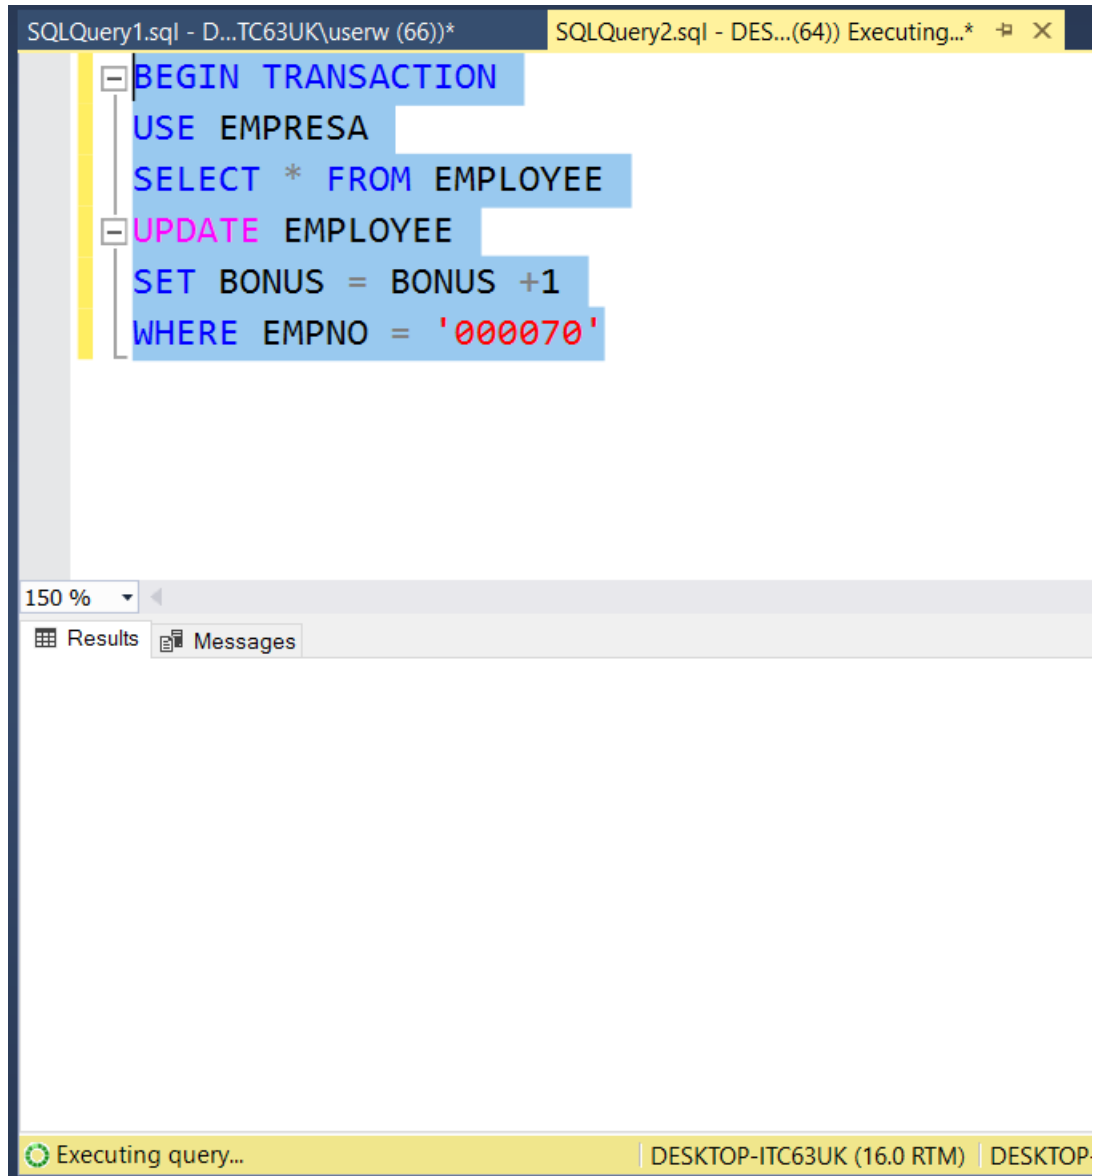 SQLQuery1.sql - D...TC63UK\userw (66))* SQLQuery2.sql - DES...(64)) Executing...*
BEGIN TRANSACTION
USE EMPRESA
SELECT * FROM EMPLOYEE
UPDATE EMPLOYEE
SET BONUS = BONUS +1
WHERE EMPNO = '000070'
150 %
Results Messages
Executing query... DESKTOP-ITC63UK (16.0 RTM) DESKTOP-